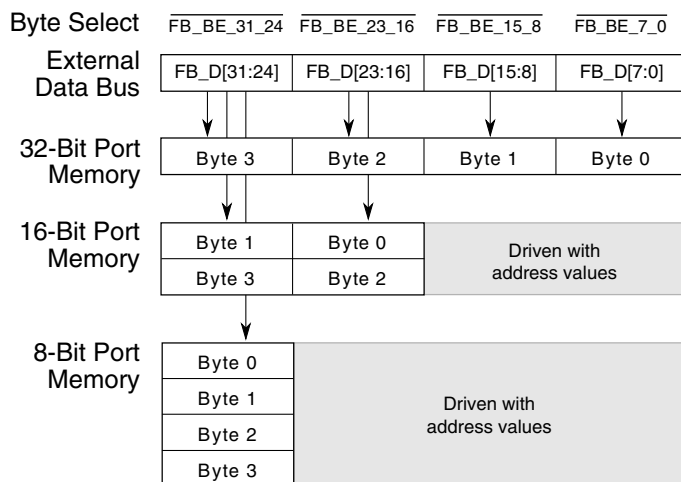 Byte Select FB_BE_31_24 FB_BE_23_16 FB_BE_15_8 FB_BE_7_0
External
Data Bus
FB_D[31:24] FB_D[23:16] FB_D[15:8] FB_D[7:0]
32-Bit Port
Memory
Byte 3 Byte 2 Byte 1 Byte 0
16-Bit Port
Memory
Byte 1 Byte 0
Byte 3 Byte 2
Driven with
address values
8-Bit Port
Memory
Byte 0
Byte 1
Byte 2
Byte 3
Driven with
address values